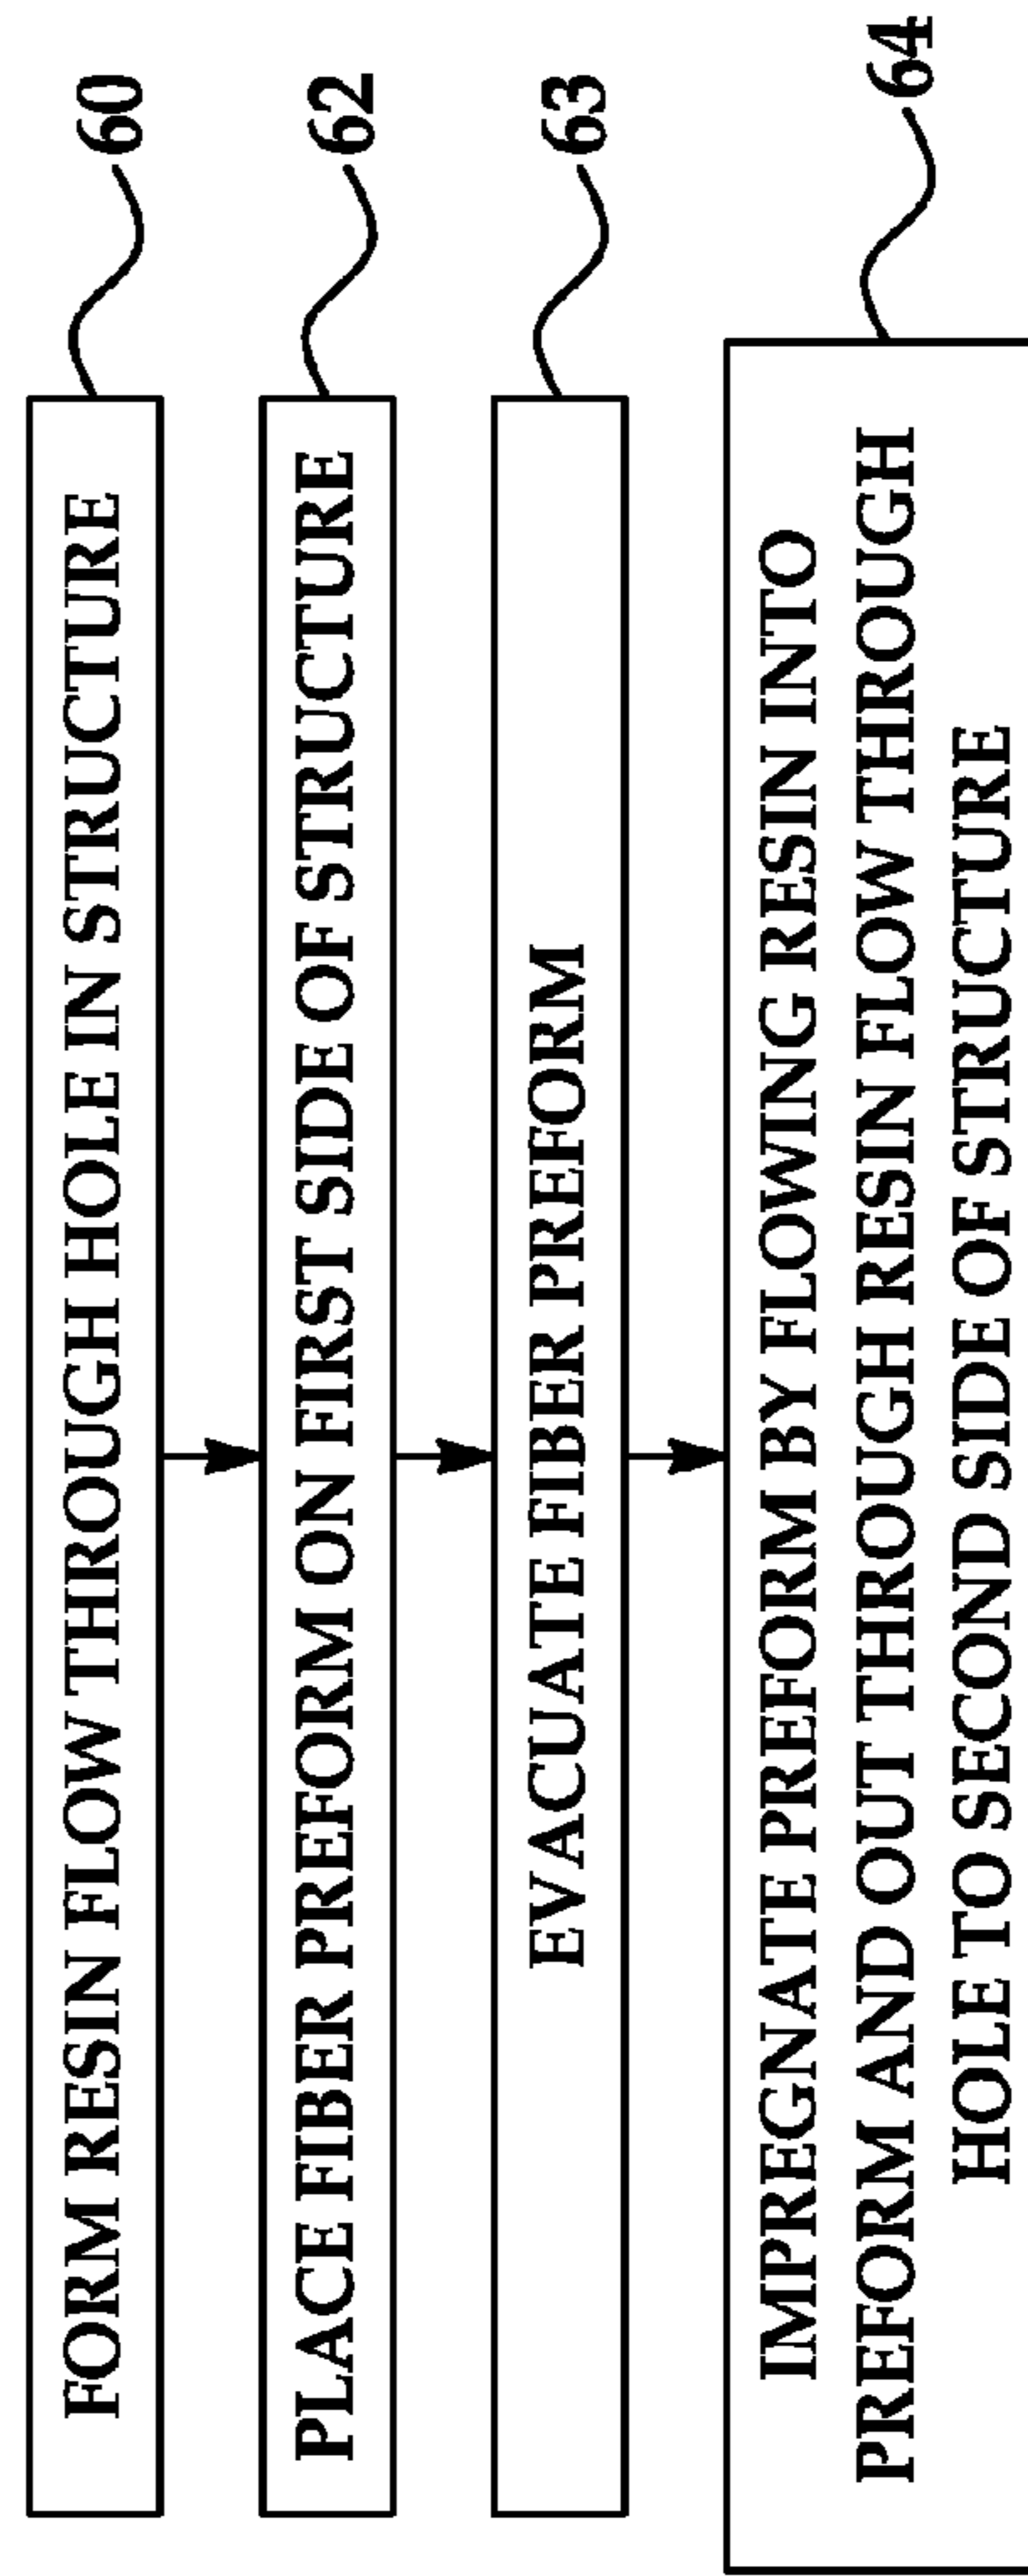 FORM RESIN FLOW THROUGH HOLE IN STRUCTURE
60
PLACE FIBER PREFORM ON FIRST SIDE OF STRUCTURE
62
EVACUATE FIBER PREFORM
63
IMPREGNATE PREFORM BY FLOWING RESIN INTO
PREFORM AND OUT THROUGH RESIN FLOW THROUGH
HOLE TO SECOND SIDE OF STRUCTURE
64